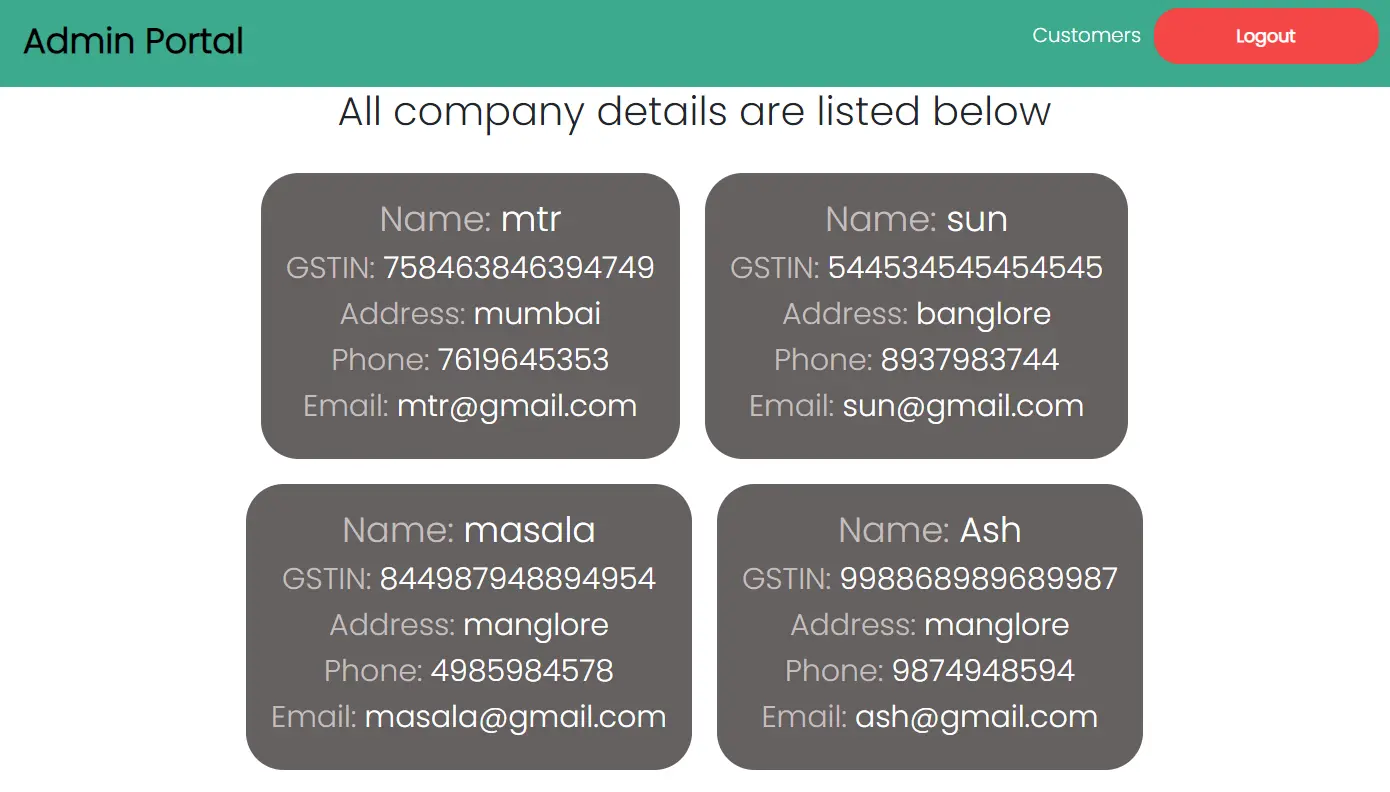 Admin Portal
Customers
Logout
All company details are listed below
Name: mtr
GSTIN: 758463846394749
Address: mumbai
Phone: 7619645353
Email: mtr@gmail.com
Name: sun
GSTIN: 544534545454545
Address: banglore
Phone: 8937983744
Email: sun@gmail.com
Name: masala
GSTIN: 844987948894954
Address: manglore
Phone: 4985984578
Email: masala@gmail.com
Name: Ash
GSTIN: 998868989689987
Address: manglore
Phone: 9874948594
Email: ash@gmail.com